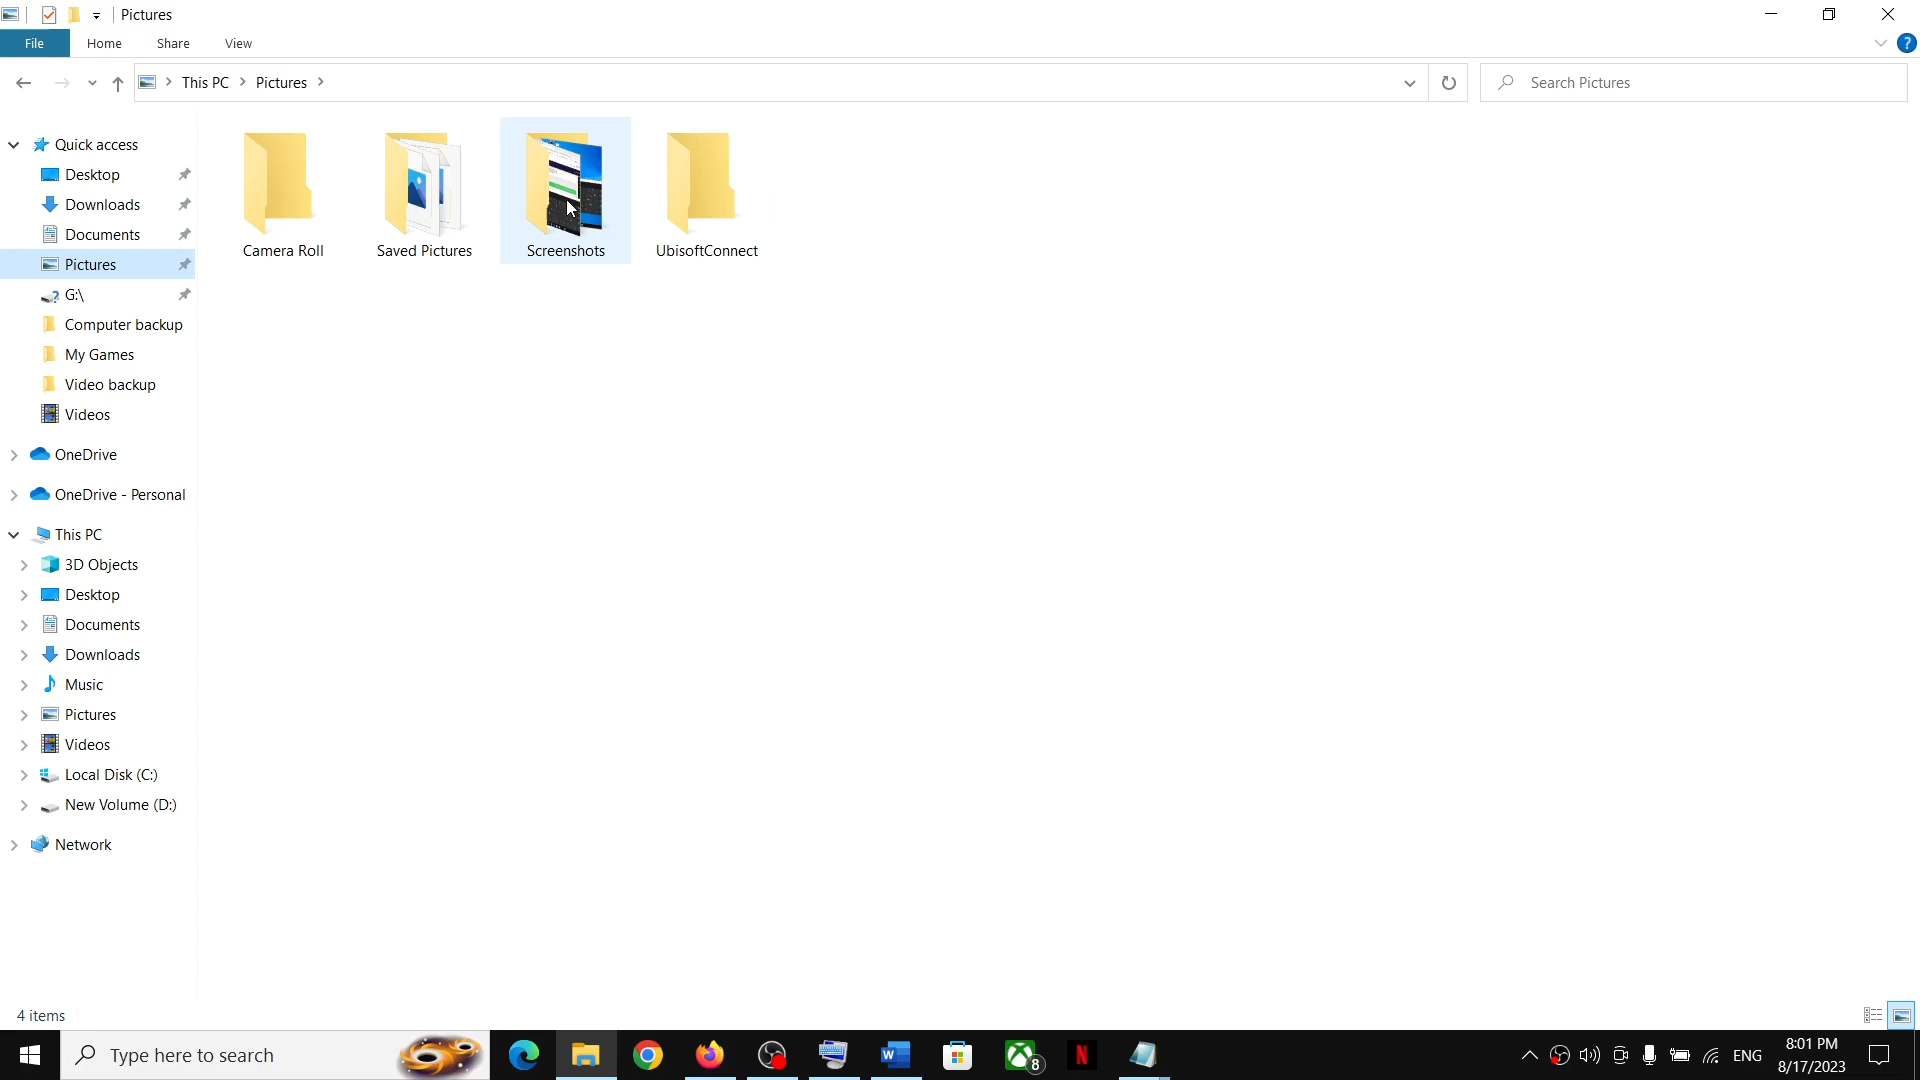 Pictures
File Home Share View
This PC Pictures
Search Pictures
Quick access
Desktop
Downloads
Documents
Pictures
G:\
Computer backup
My Games
Video backup
Videos
OneDrive
OneDrive - Personal
This PC
3D Objects
Desktop
Documents
Downloads
Music
Pictures
Videos
Local Disk (C:)
New Volume (D:)
Network
Camera Roll Saved Pictures Screenshots UbisoftConnect
4 items
Type here to search
8
ENG
8:01 PM
8/17/2023